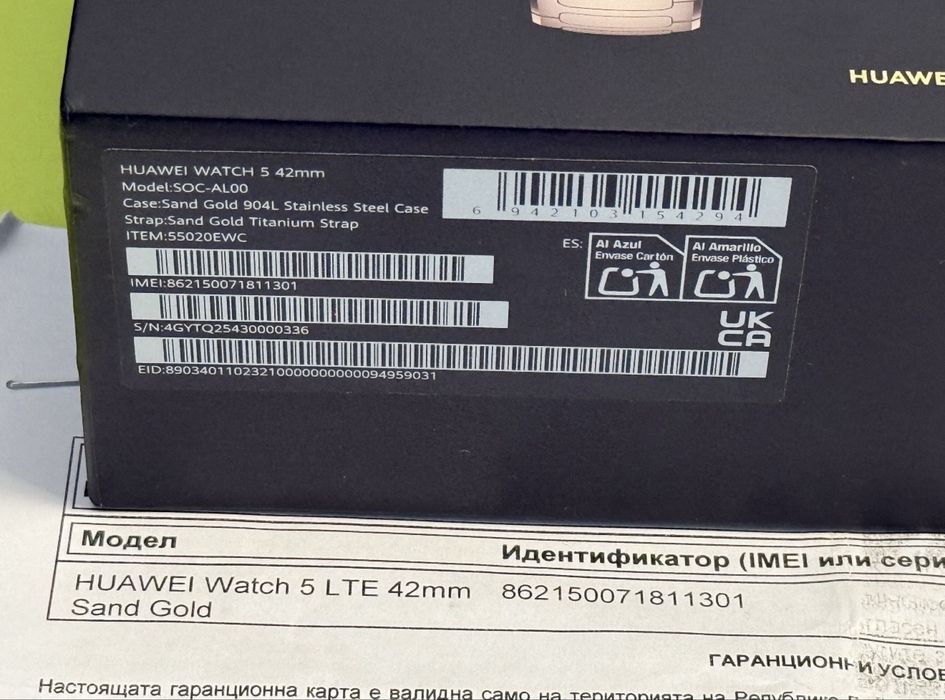 HUAWE
HUAWEI WATCH 5 42mm
Model:SOC-AL00
Case:Sand Gold 904L Stainless Steel Case
Strap:Sand Gold Titanium Strap
ITEM:55020EWC
6 942103 154294
IMEI:862150071811301
S/N:4GYTQ25430000336
EID:89034011023210000000000094959031
ES:
Al Azul
Envase Cartón
Al Amarillo
Envase Plástico
UK
CA
Модел
Идентификатор (IMEI или сери
HUAWEI Watch 5 LTE 42mm
Sand Gold
862150071811301
ГАРАНЦИОННИ УСЛОВ
Настоящата гаранционна карта е валидна само на територията на Републик